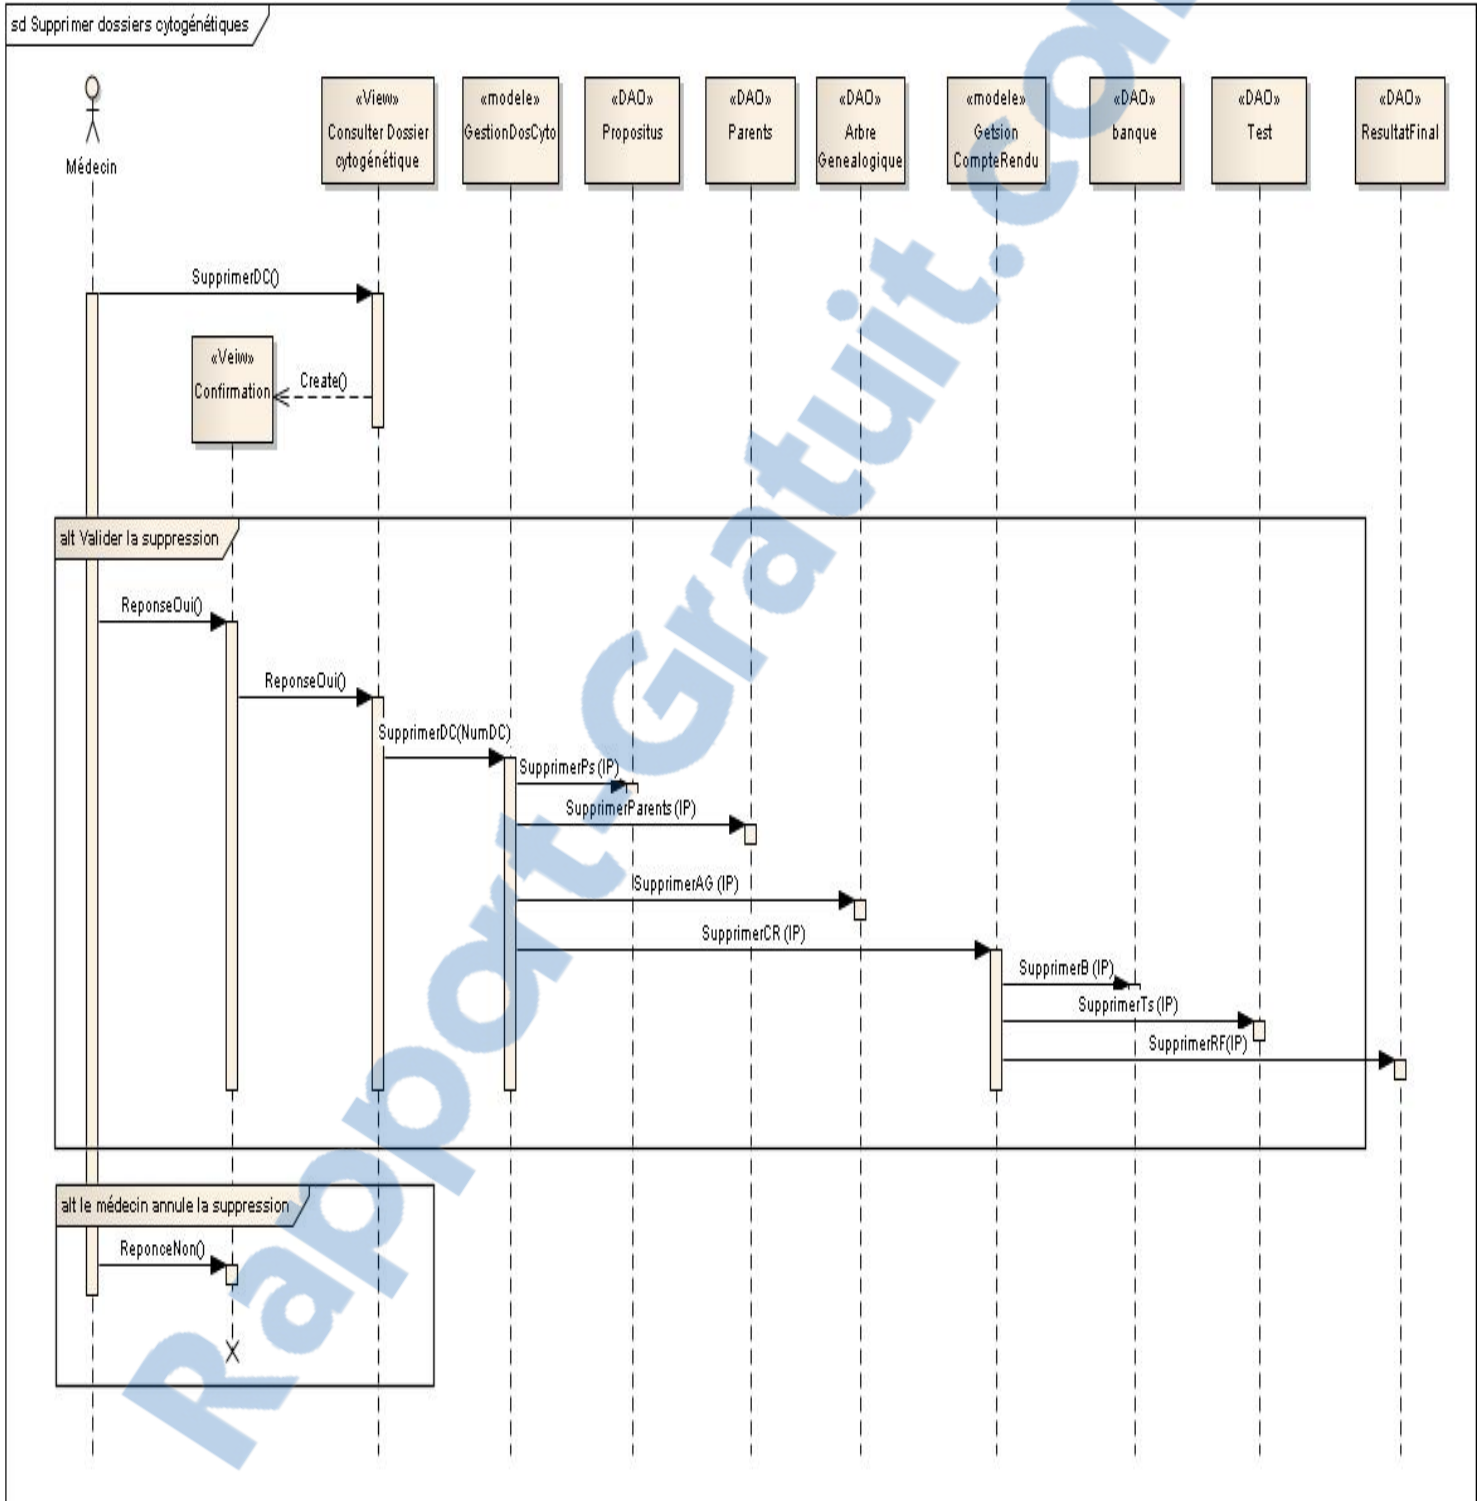 sd Supprimer dossiers cytogénétiques
Médecin
«View»
Consulter Dossier
cytogénétique
«modele»
GestionDosCyto
«DAO»
Propositus
«DAO»
Parents
«DAO»
Arbre
Genealogique
«modele»
Getsion
CompteRendu
«DAO»
banque
«DAO»
Test
«DAO»
ResultatFinal
SupprimerDC()
«Veiw»
Confirmation
Create()
alt Valider la suppression
ReponseOui()
ReponseOui()
SupprimerDC(NumDC)
SupprimerPs (IP)
SupprimerParents (IP)
SupprimerAG (IP)
SupprimerCR (IP)
SupprimerB (IP)
SupprimerTs (IP)
SupprimerRF(IP)
alt le médecin annule la suppression
ReponceNon()
Rapport-Gratuit.com